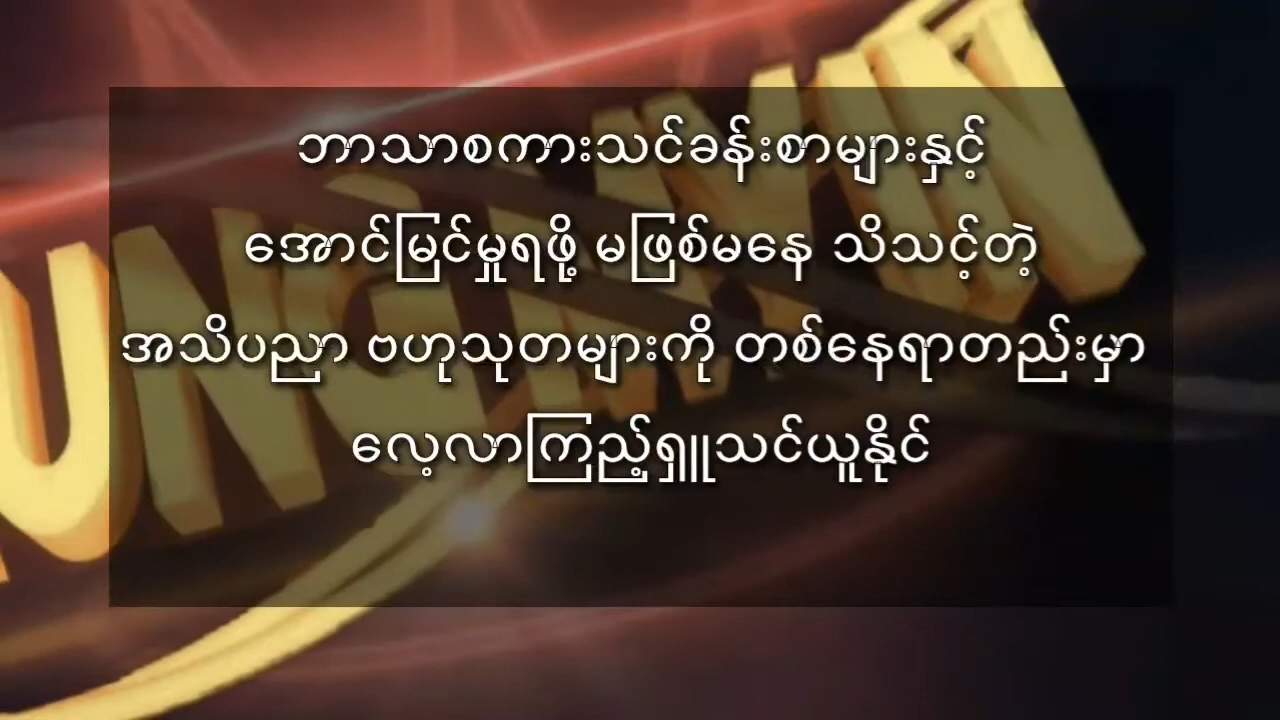 ဘာသာစကားသင်ခန်းစာများနှင့်
အောင်မြင်မှုရဖို့ မဖြစ်မနေ သိသင့်တဲ့
အသိပညာ ဗဟုသုတများကို တစ်နေရာတည်းမှာ
လေ့လာကြည့်ရှူသင်ယူနိုင်
UNG MYIN